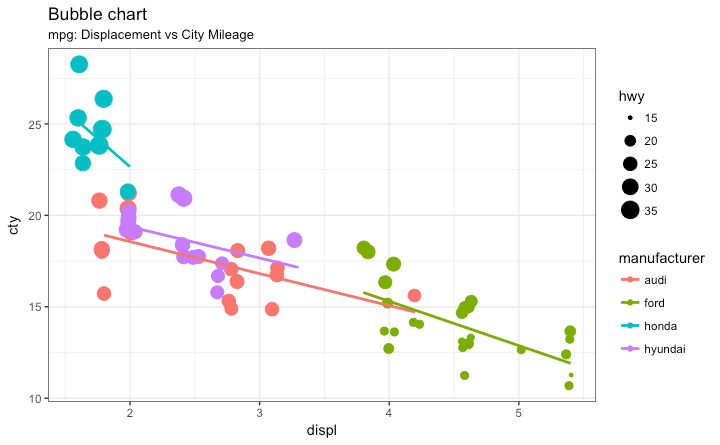 Bubble chart
mpg: Displacement vs City Mileage
cty
25
20
15
10
2 3 4 5
displ
hwy
15
20
25
30
35
manufacturer
audi
ford
honda
hyundai